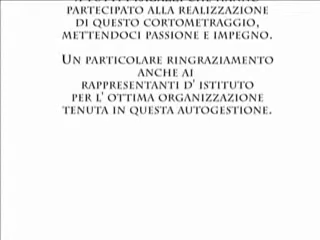 PARTECIPATO ALLA REALIZZAZIONE
DI QUESTO CORTOMETRAGGIO,
METTENDOCI PASSIONE E IMPEGNO.
UN PARTICOLARE RINGRAZIAMENTO
ANCHE AI
RAPPRESENTANTI D' ISTITUTO
PER L' OTTIMA ORGANIZZAZIONE
TENUTA IN QUESTA AUTOGESTIONE.